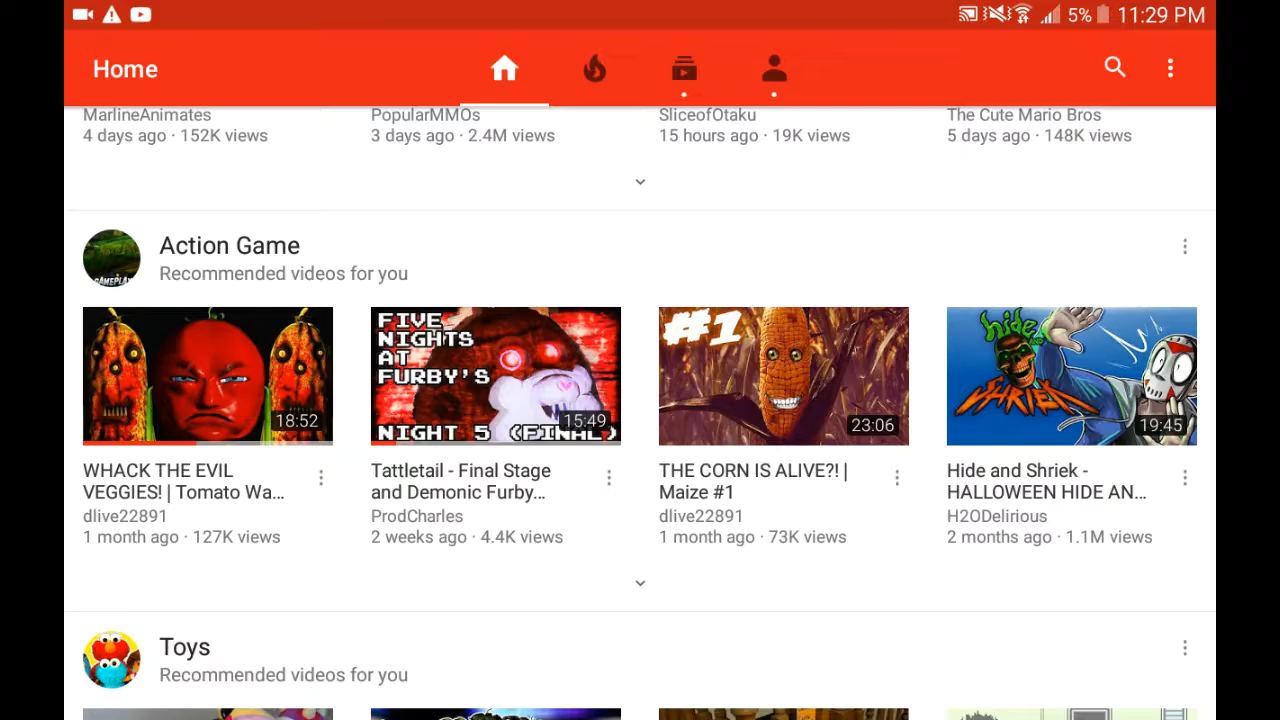 5% 11:29 PM
Home
MarlineAnimates
4 days ago · 152K views
PopularMMOs
3 days ago · 2.4M views
SliceofOtaku
15 hours ago · 19K views
The Cute Mario Bros
5 days ago · 148K views
GAMEPLAY
Action Game
Recommended videos for you
18:52
WHACK THE EVIL
VEGGIES! | Tomato Wa...
dlive22891
1 month ago · 127K views
FIVE
NIGHTS
AT
FURBY'S
NIGHT 5 (FINAL)
15:49
Tattletail - Final Stage
and Demonic Furby...
ProdCharles
2 weeks ago · 4.4K views
#1
23:06
THE CORN IS ALIVE?! |
Maize #1
dlive22891
1 month ago · 73K views
hide AND
SHRIEK
19:45
Hide and Shriek -
HALLOWEEN HIDE AN...
H2ODelirious
2 months ago · 1.1M views
Toys
Recommended videos for you